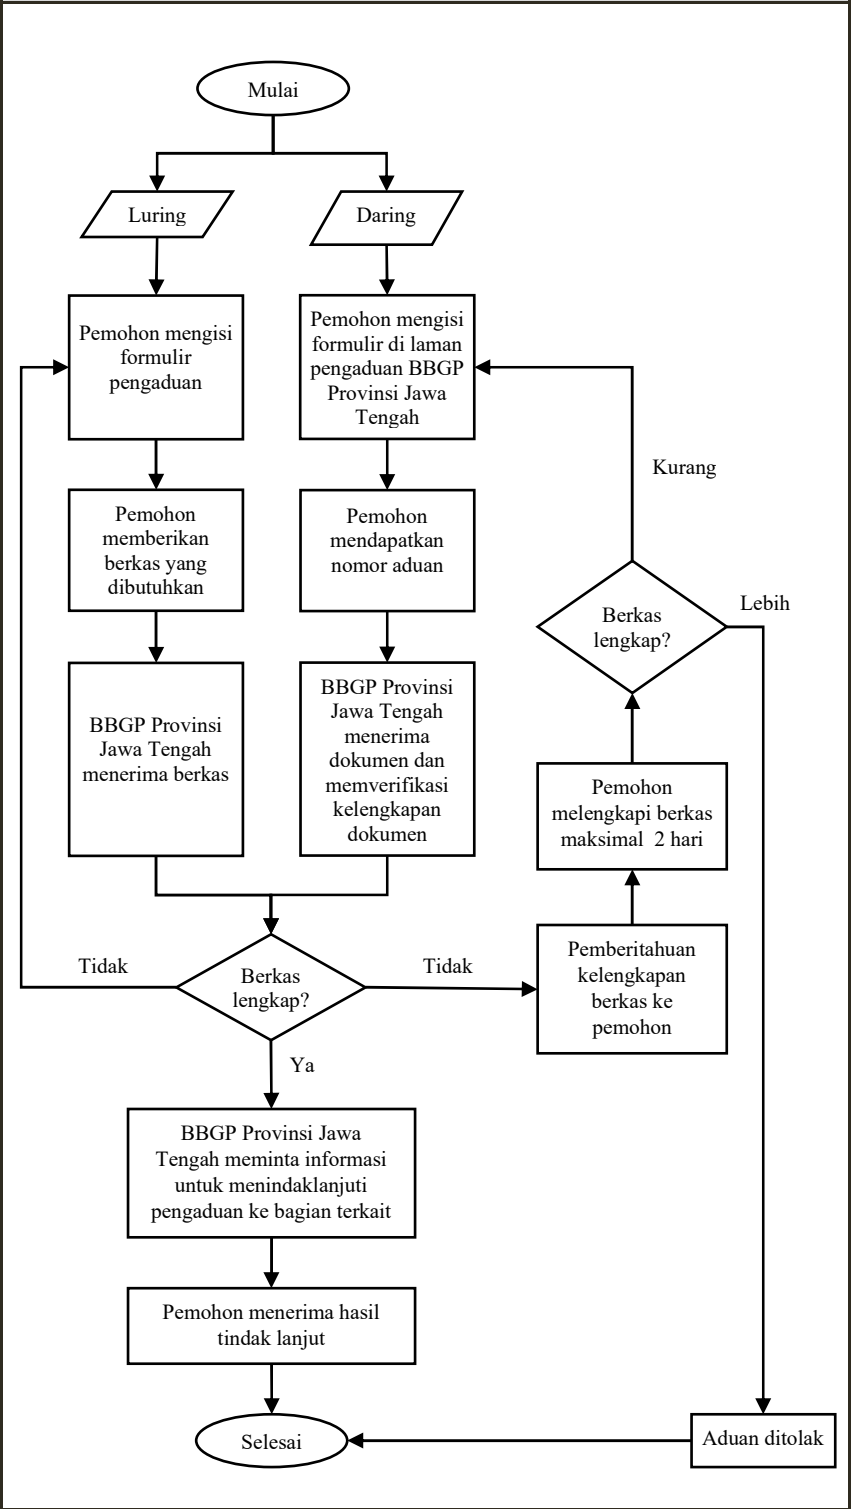 Mulai
Luring
Daring
Pemohon mengisi
formulir
pengaduan
Pemohon mengisi
formulir di laman
pengaduan BBGP
Provinsi Jawa
Tengah
Kurang
Pemohon
memberikan
berkas yang
dibutuhkan
Pemohon
mendapatkan
nomor aduan
Berkas
lengkap?
Lebih
BBGP Provinsi
Jawa Tengah
menerima berkas
BBGP Provinsi
Jawa Tengah
menerima
dokumen dan
memverifikasi
kelengkapan
dokumen
Pemohon
melengkapi berkas
maksimal  2 hari
Tidak
Berkas
lengkap?
Tidak
Pemberitahuan
kelengkapan
berkas ke
pemohon
Ya
BBGP Provinsi Jawa
Tengah meminta informasi
untuk menindaklanjuti
pengaduan ke bagian terkait
Pemohon menerima hasil
tindak lanjut
Selesai
Aduan ditolak